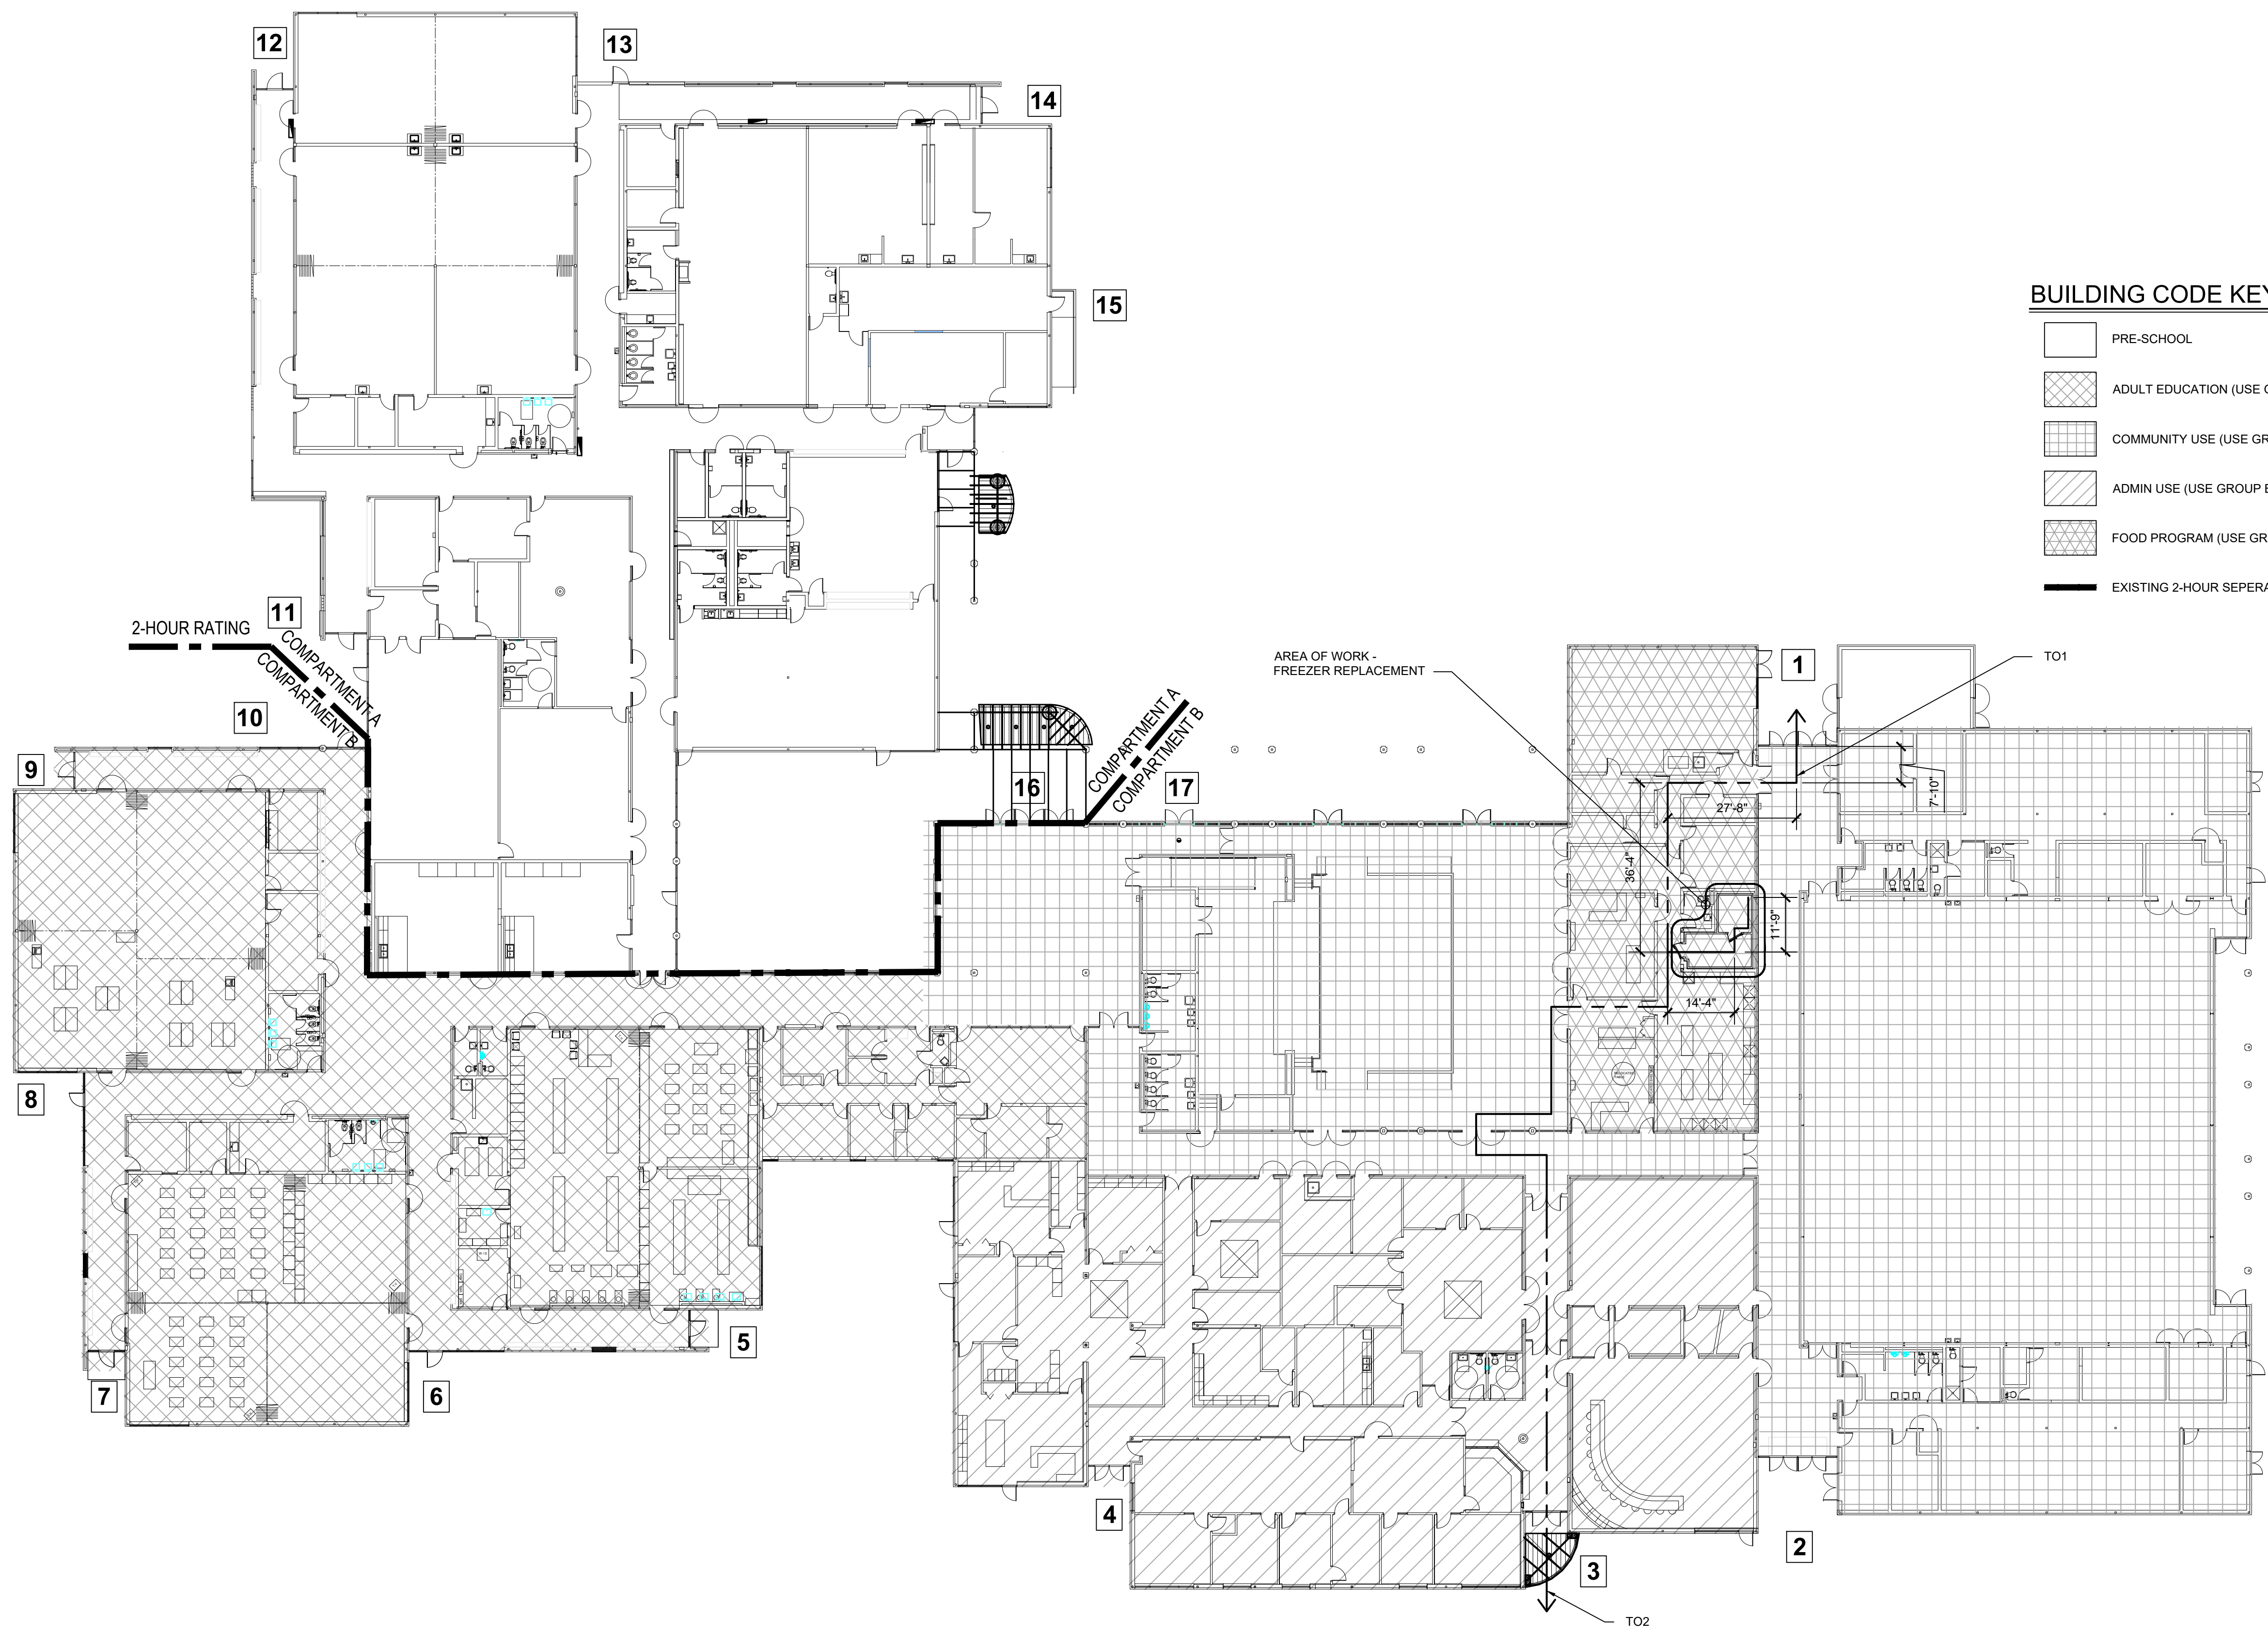 12
13
14
15
BUILDING CODE KEY
PRE-SCHOOL
ADULT EDUCATION (USE
COMMUNITY USE (USE GR
ADMIN USE (USE GROUP
FOOD PROGRAM (USE GR
EXISTING 2-HOUR SEPERA
2-HOUR RATING
11
COMPARTMENT A
COMPARTMENT B
10
9
AREA OF WORK -
FREEZER REPLACEMENT
1
TO1
COMPARTMENT A
COMPARTMENT B
16
17
7'-10"
27'-8"
36'-4"
11'-9"
14'-4"
8
5
7
6
4
3
2
TO2